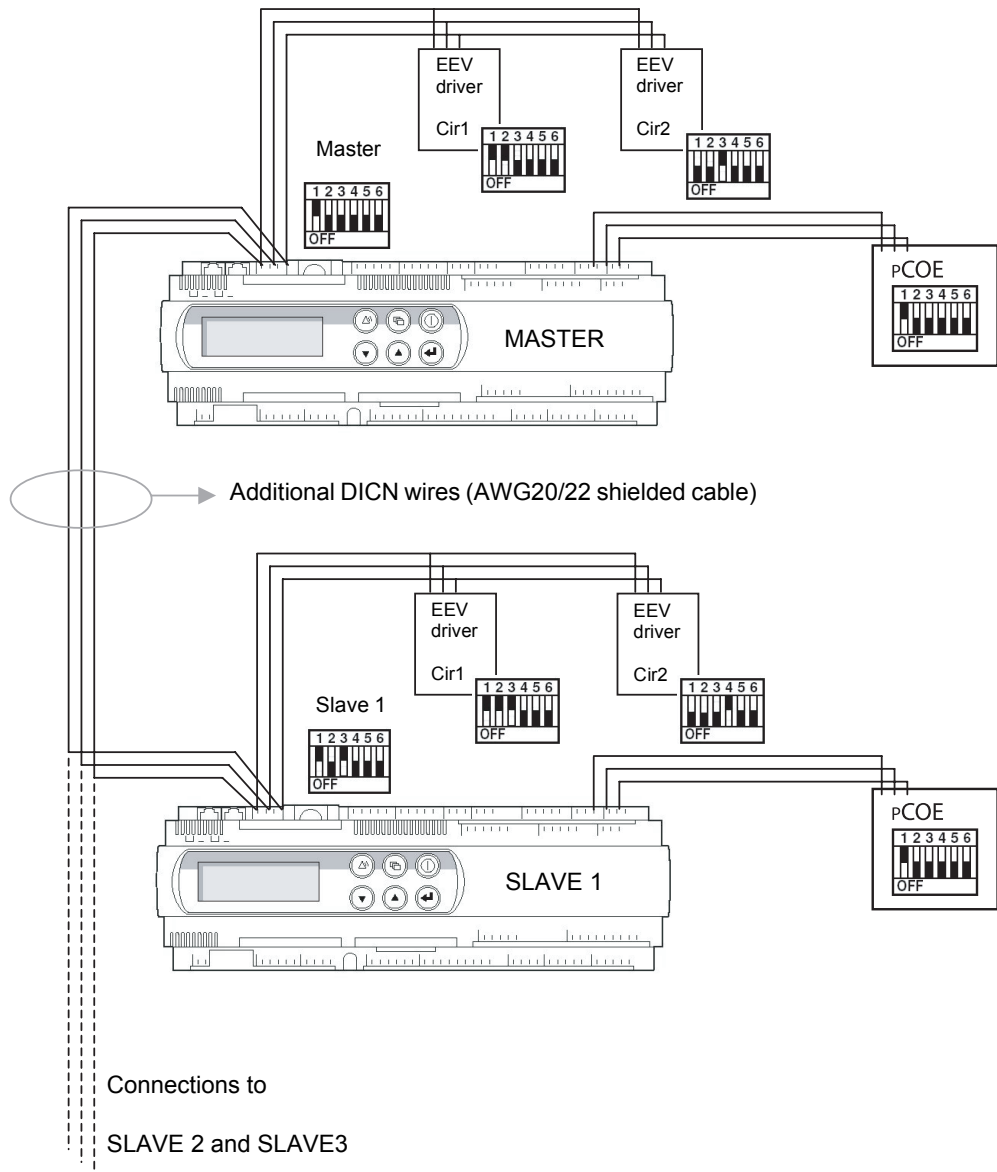 EEV
driver
Cir1
1 2 3 4 5 6
OFF
EEV
driver
Cir2
1 2 3 4 5 6
OFF
Master
1 2 3 4 5 6
OFF
pCOE
1 2 3 4 5 6
OFF
MASTER
Additional DICN wires (AWG20/22 shielded cable)
EEV
driver
Cir1
1 2 3 4 5 6
OFF
EEV
driver
Cir2
1 2 3 4 5 6
OFF
Slave 1
1 2 3 4 5 6
OFF
pCOE
1 2 3 4 5 6
OFF
SLAVE 1
Connections to
SLAVE 2 and SLAVE3